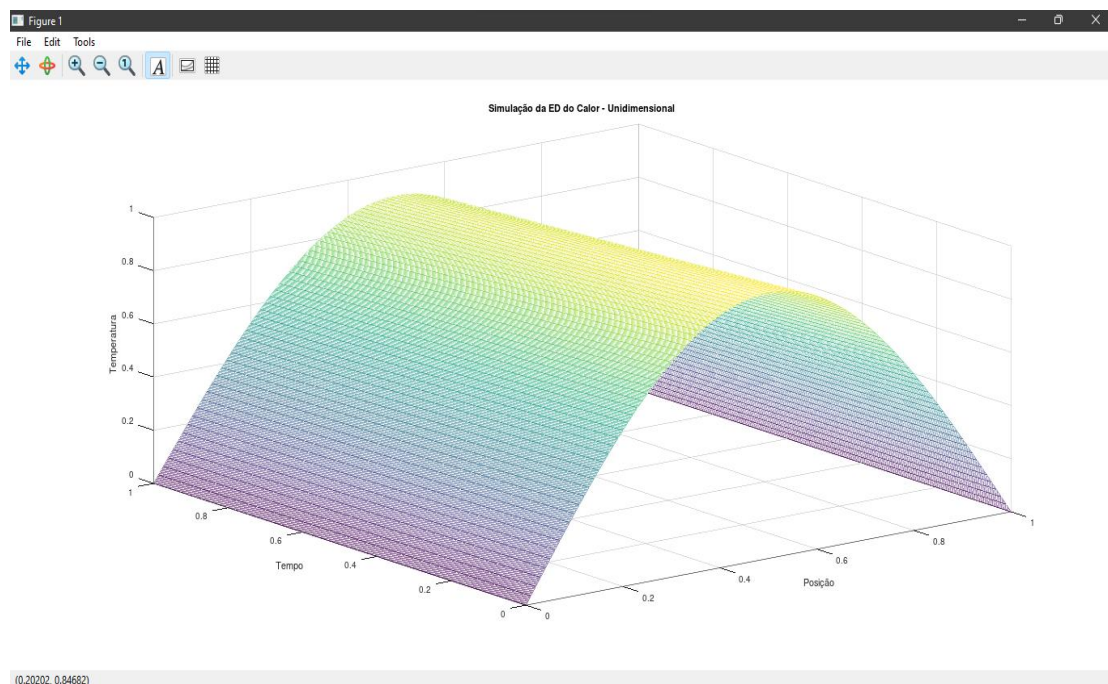 Figure 1
File Edit Tools
A
Simulação da ED do Calor - Unidimensional
1
0.8
0.6
0.4
0.2
0
Temperatura
1
0.8
0.6
0.4
0.2
0
Tempo
0
0.2
0.4
0.6
0.8
1
Posição
(0.20202, 0.84682)